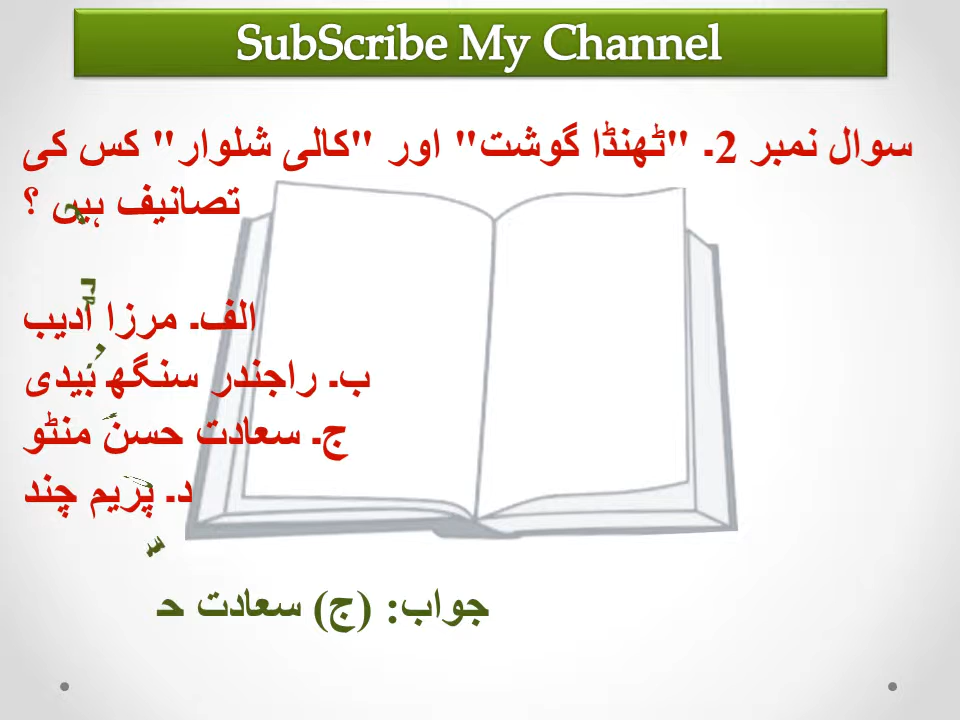 SubScribe My Channel
سوال نمبر 2۔ "ٹھنڈا گوشت" اور "کالی شلوار" کس کی
تصانیف ہیں ؟
الف۔ مرزا ادیب
ب۔ راجندر سنگھ بیدی
ج۔ سعادت حسن منٹو
د۔ پریم چند
جواب: (ج) سعادت حـ